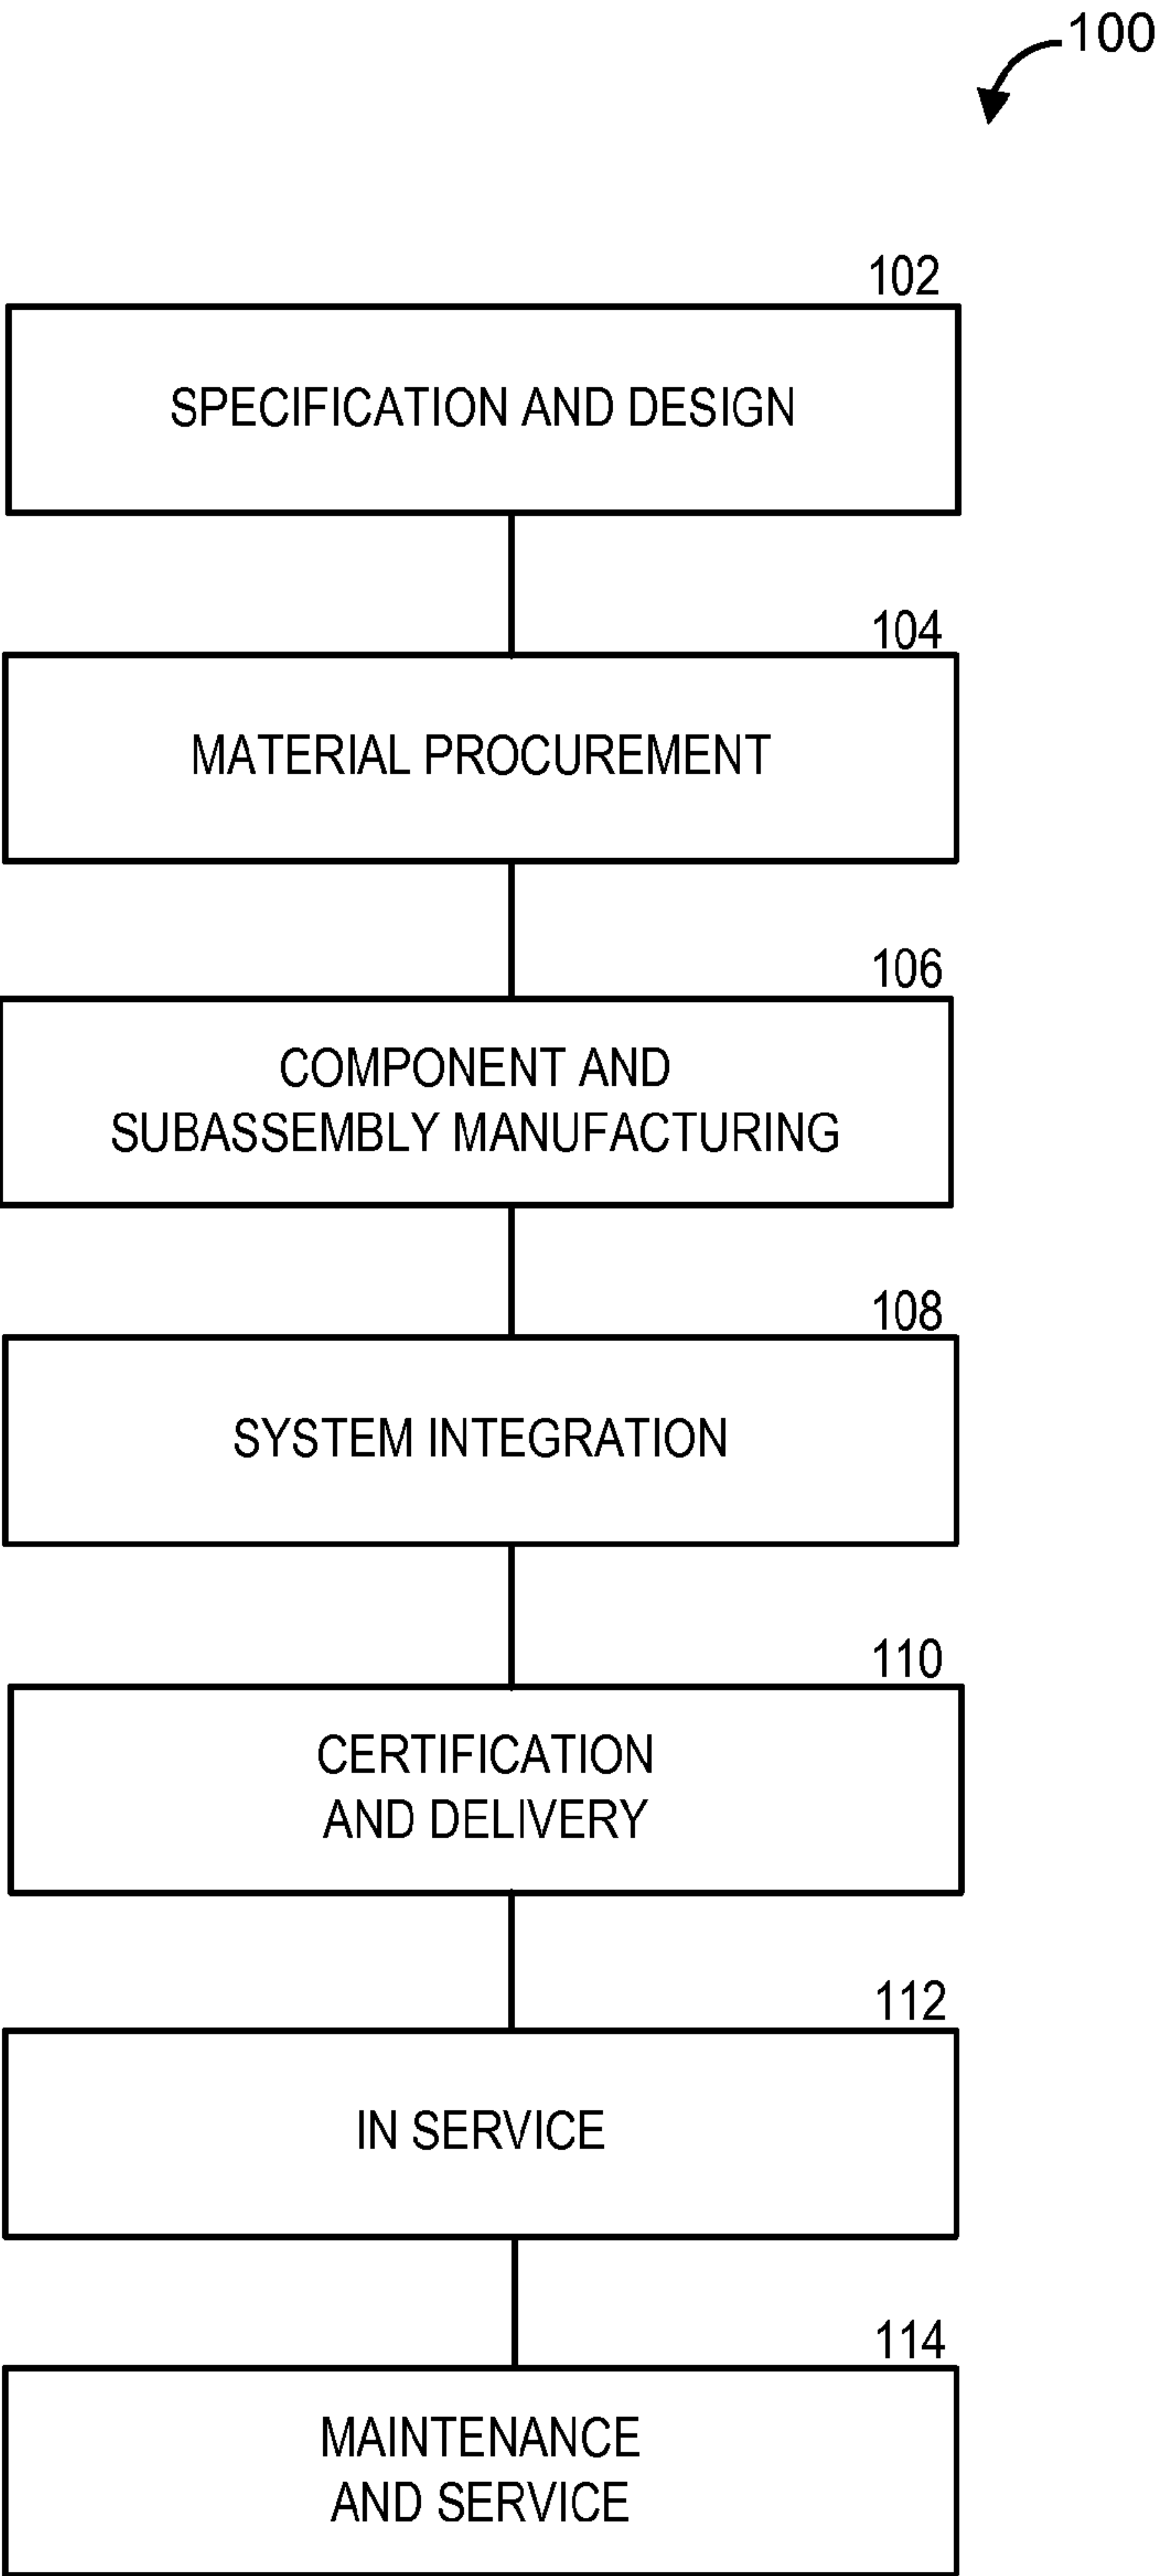 100
102
SPECIFICATION AND DESIGN
104
MATERIAL PROCUREMENT
106
COMPONENT AND
SUBASSEMBLY MANUFACTURING
108
SYSTEM INTEGRATION
110
CERTIFICATION
AND DELIVERY
112
IN SERVICE
114
MAINTENANCE
AND SERVICE